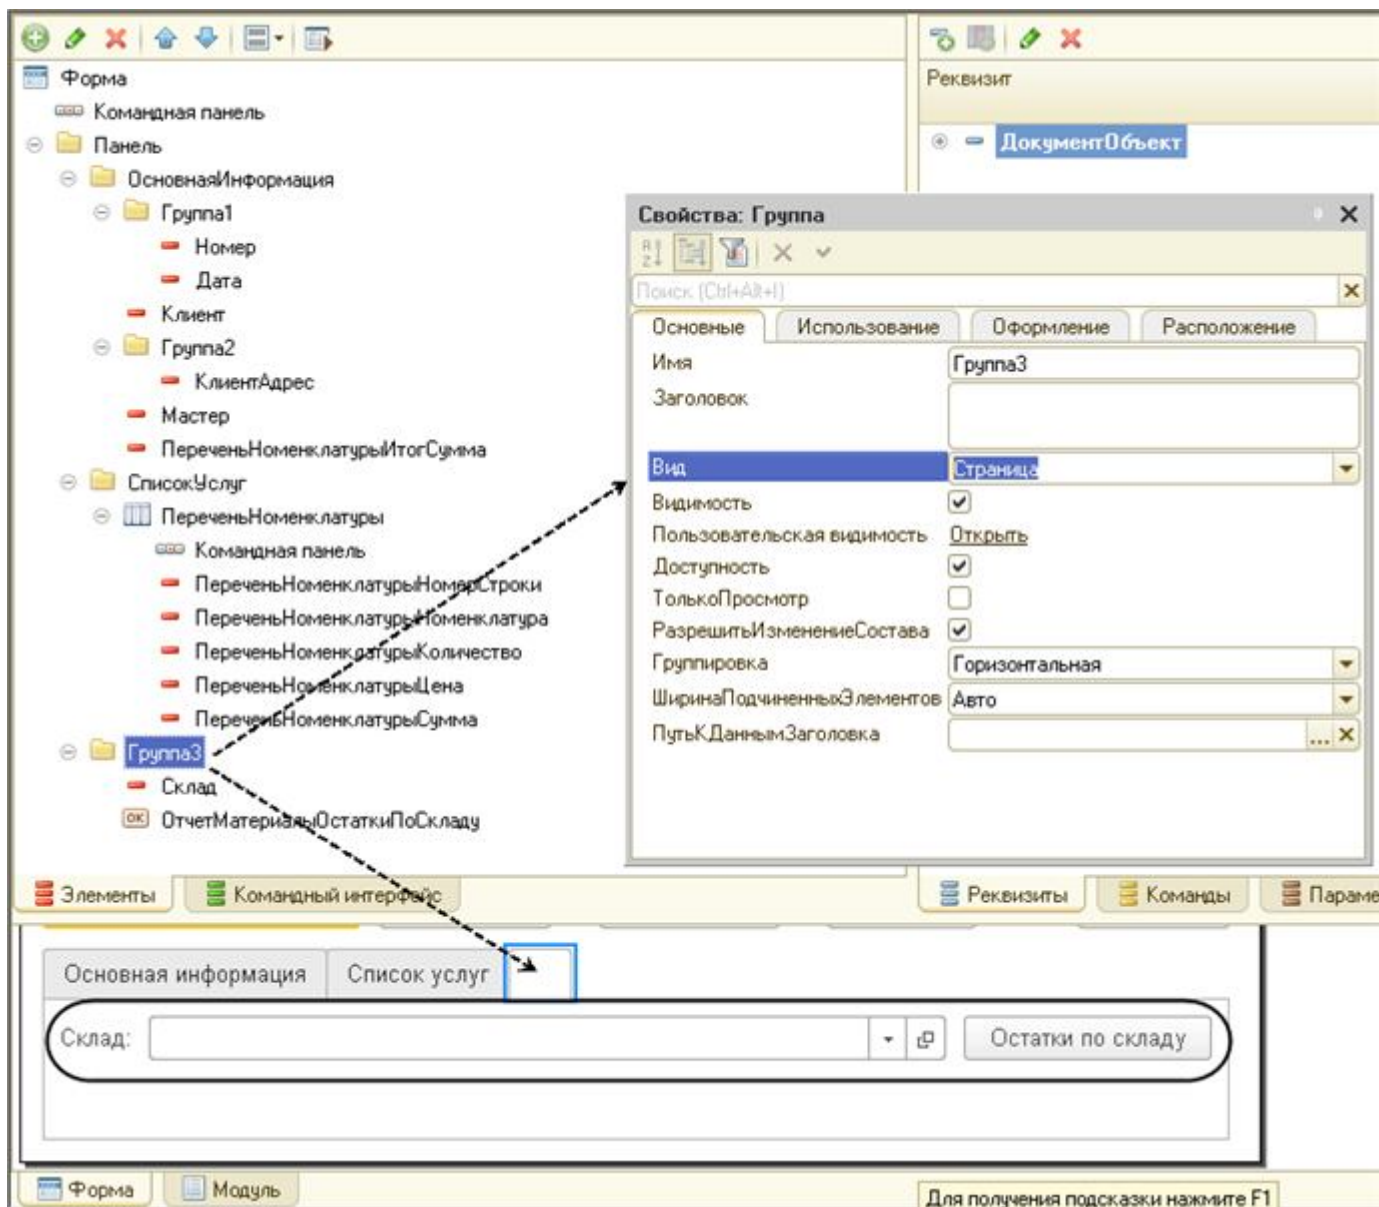 Форма
Командная панель
Панель
ОсновнаяИнформация
Группа1
Номер
Дата
Клиент
Группа2
КлиентАдрес
Мастер
ПереченьНоменклатурыИтогСумма
СписокУслуг
ПереченьНоменклатуры
Командная панель
ПереченьНоменклатурыНомерСтроки
ПереченьНоменклатурыНоменклатура
ПереченьНоменклатурыКоличество
ПереченьНоменклатурыЦена
ПереченьНоменклатурыСумма
Группа3
Склад
OK ОтчетМатериалыОстаткиПоСкладу
Элементы Командный интерфейс
Реквизит
ДокументОбъект
Свойства: Группа
Поиск (Ctrl+Alt+I)
Основные Использование Оформление Расположение
Имя Группа3
Заголовок
Вид Страница
Видимость
Пользовательская видимость Открыть
Доступность
ТолькоПросмотр
РазрешитьИзменениеСостава
Группировка Горизонтальная
ШиринаПодчиненныхЭлементов Авто
ПутьКДаннымЗаголовка ...
Реквизиты Команды Параме
Основная информация Список услуг
Склад: Остатки по складу
Форма Модуль
Для получения подсказки нажмите F1